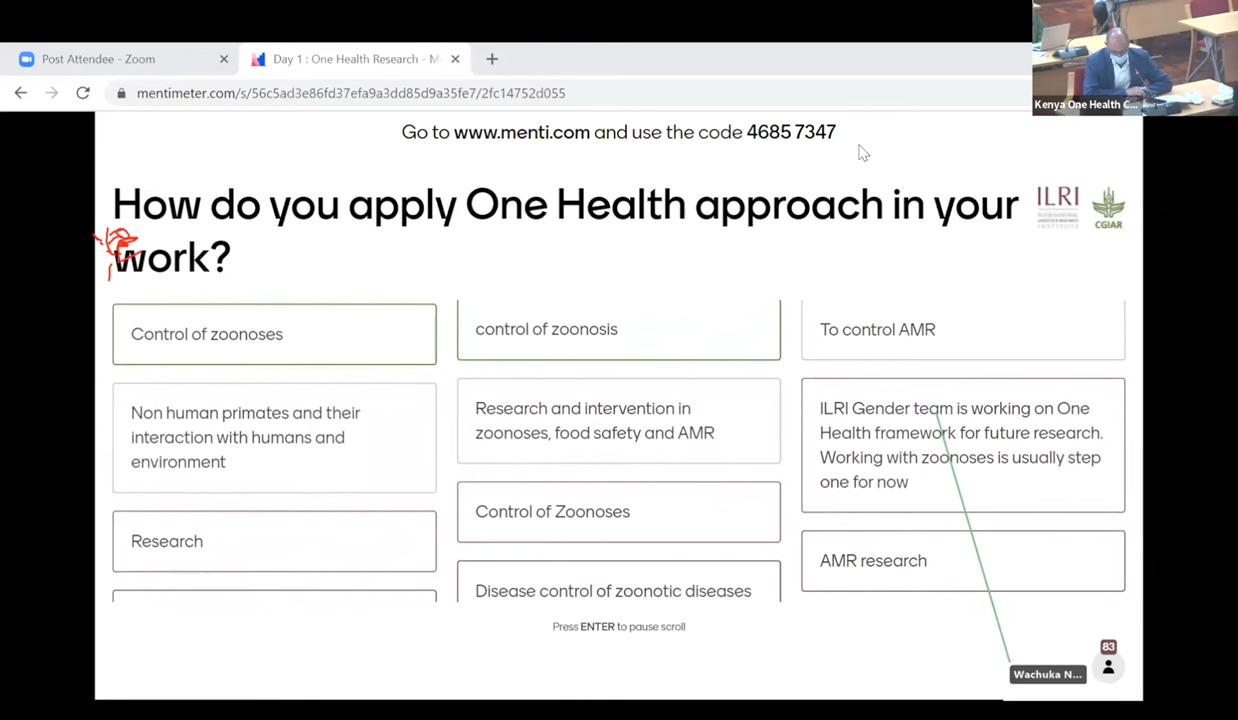 Post Attendee - Zoom
Day 1 : One Health Research - M
mentimeter.com/s/56c5ad3e86fd37efa9a3dd85d9a35fe7/2fc14752d055
Kenya One Health C...
Go to www.menti.com and use the code 4685 7347
How do you apply One Health approach in your
work?
ILRI
CGIAR
Control of zoonoses
Non human primates and their
interaction with humans and
environment
Research
control of zoonosis
Research and intervention in
zoonoses, food safety and AMR
Control of Zoonoses
Disease control of zoonotic diseases
To control AMR
ILRI Gender team is working on One
Health framework for future research.
Working with zoonoses is usually step
one for now
AMR research
Press ENTER to pause scroll
83
Wachuka N...